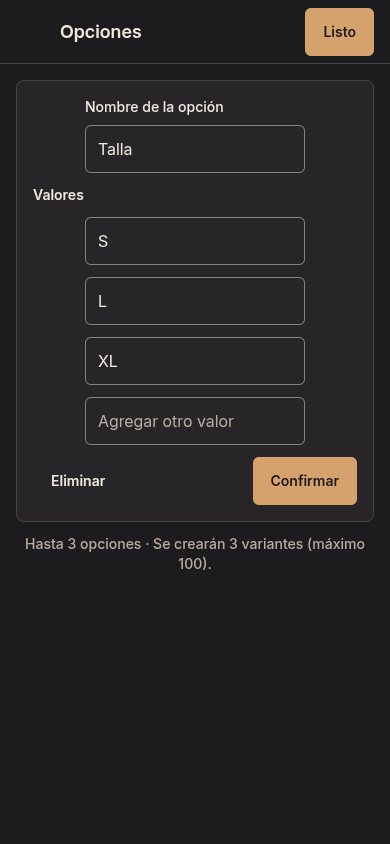 Opciones
Listo
Nombre de la opción
Talla
Valores
S
L
XL
Agregar otro valor
Eliminar
Confirmar
Hasta 3 opciones · Se crearán 3 variantes (máximo
100).